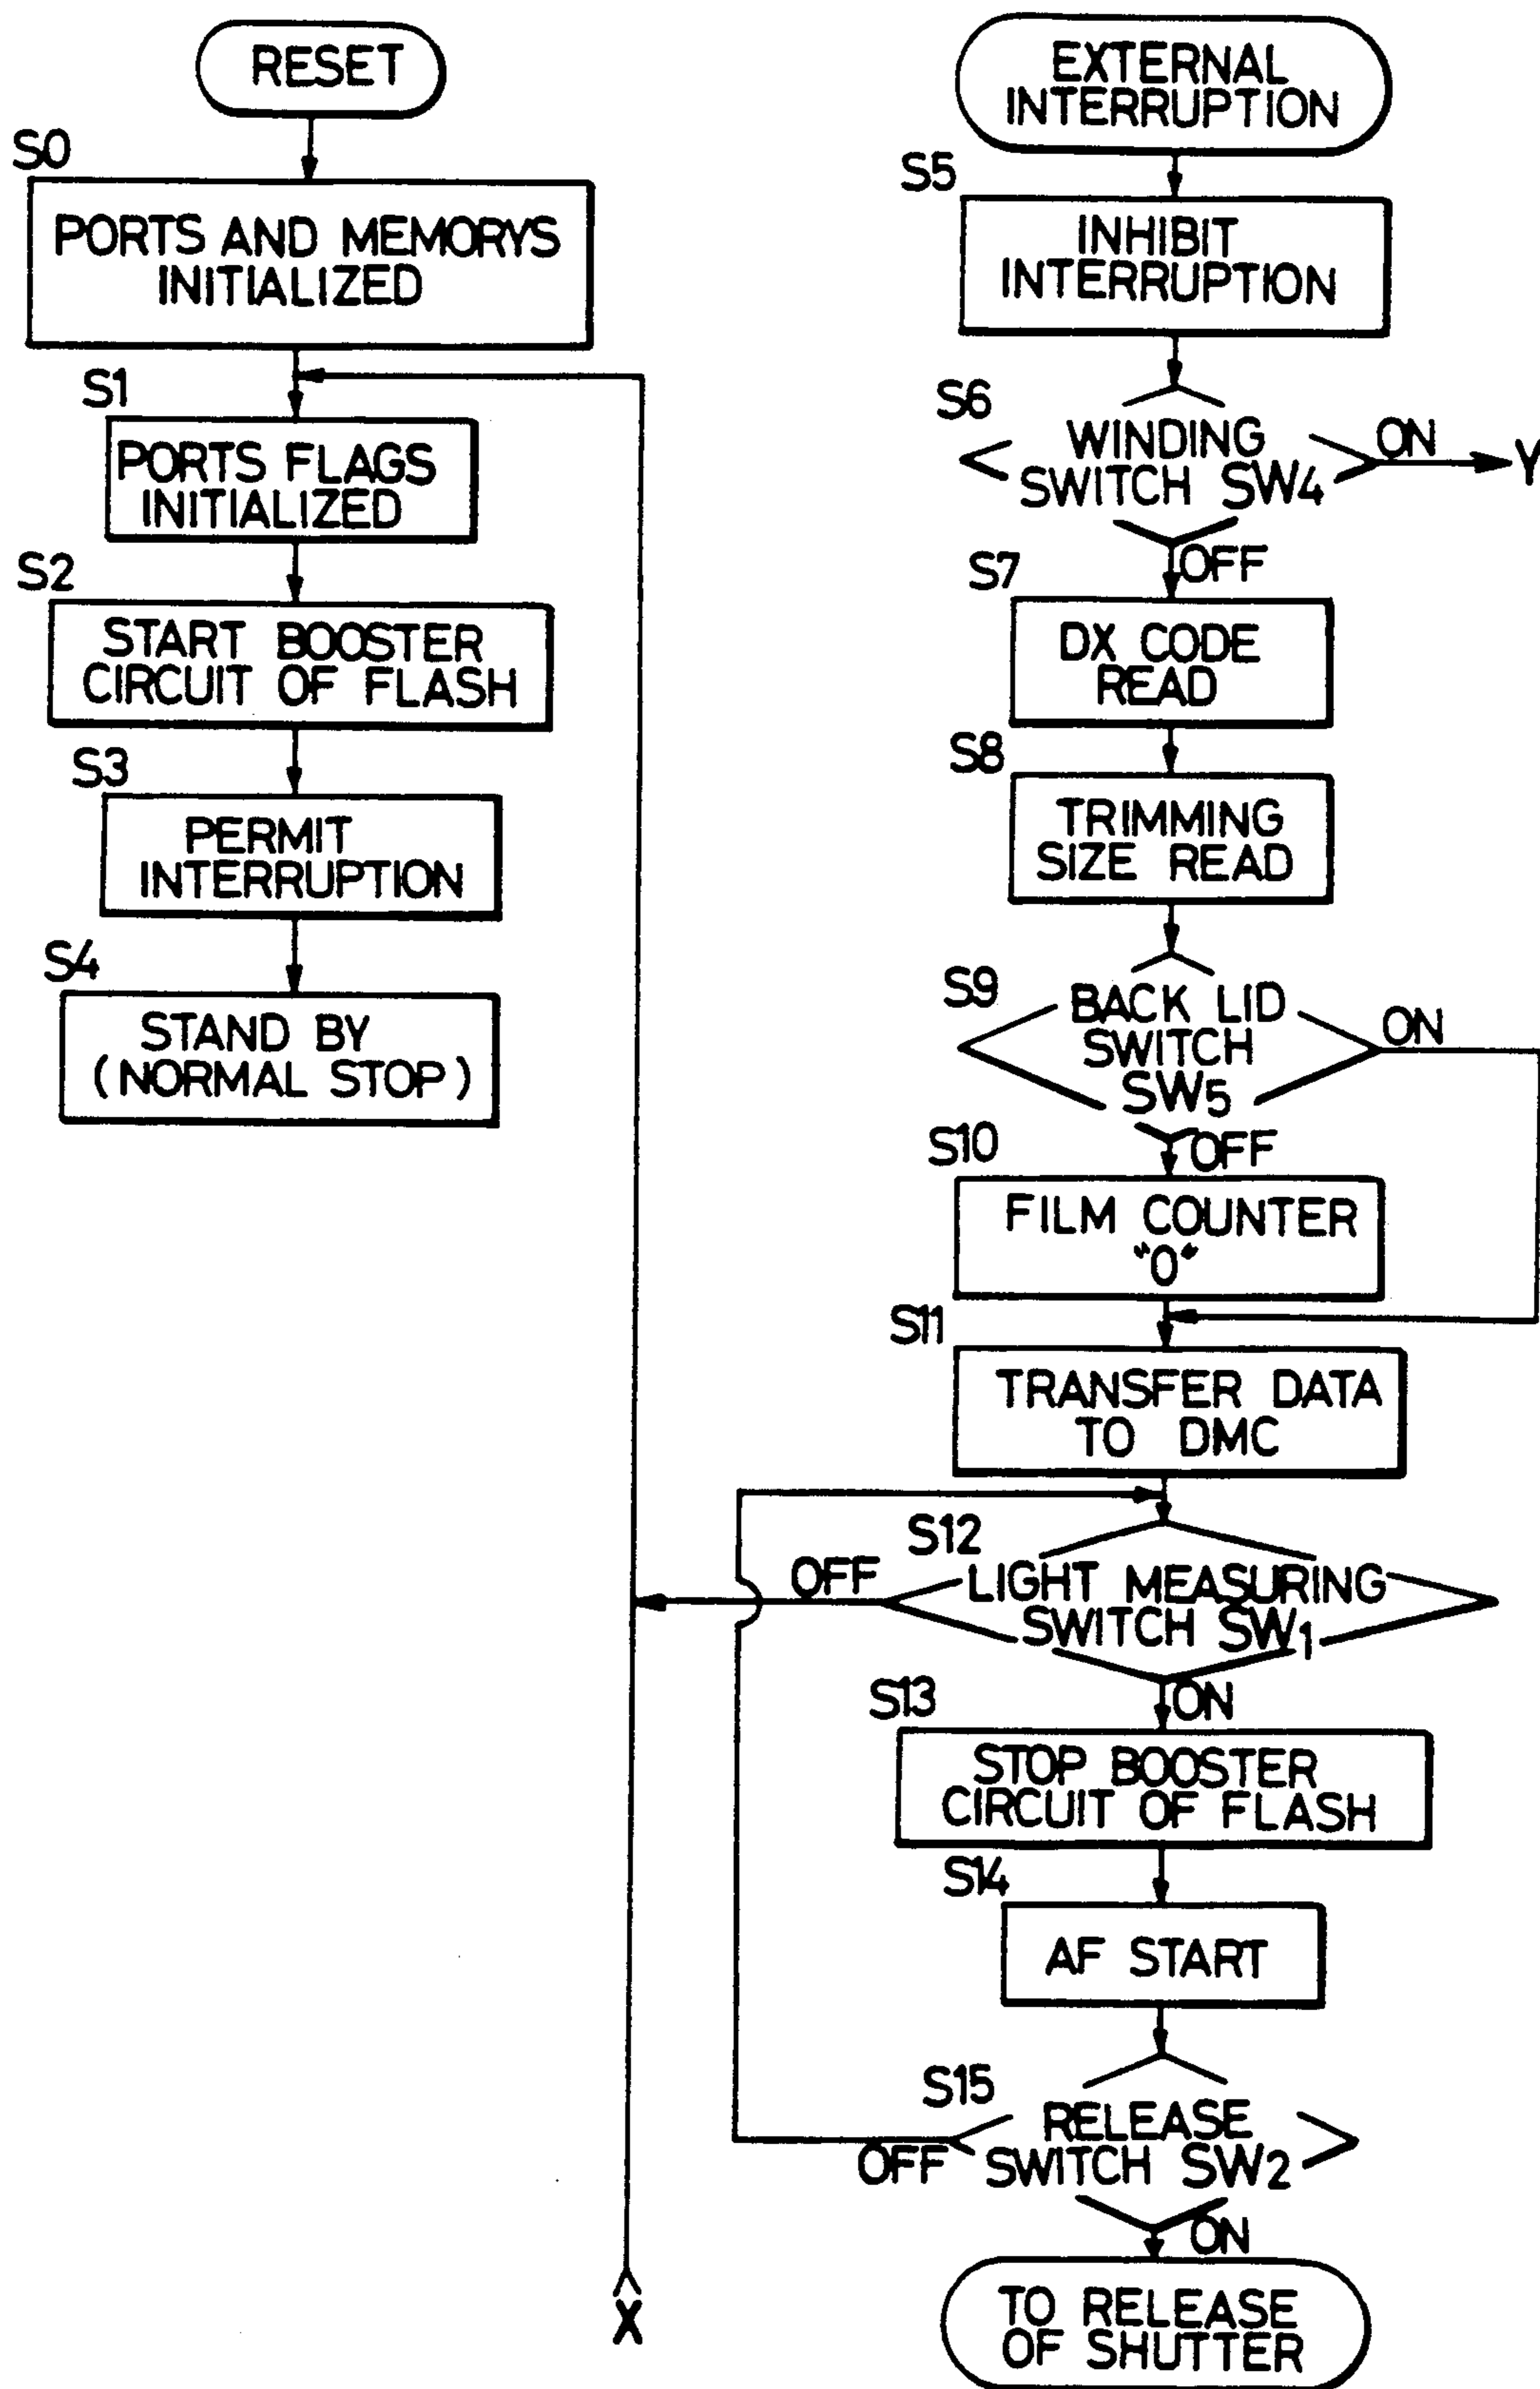 RESET
S0
PORTS AND MEMORYS
INITIALIZED
S1
PORTS FLAGS
INITIALIZED
S2
START BOOSTER
CIRCUIT OF FLASH
S3
PERMIT
INTERRUPTION
S4
STAND BY
(NORMAL STOP)
X
EXTERNAL
INTERRUPTION
S5
INHIBIT
INTERRUPTION
S6
WINDING
SWITCH SW4
ON
Y
OFF
S7
DX CODE
READ
S8
TRIMMING
SIZE READ
S9
BACK LID
SWITCH
SW5
ON
OFF
S10
FILM COUNTER
"0"
S11
TRANSFER DATA
TO DMC
S12
OFF
LIGHT MEASURING
SWITCH SW1
ON
S13
STOP BOOSTER
CIRCUIT OF FLASH
S14
AF START
S15
RELEASE
SWITCH SW2
OFF
ON
TO RELEASE
OF SHUTTER